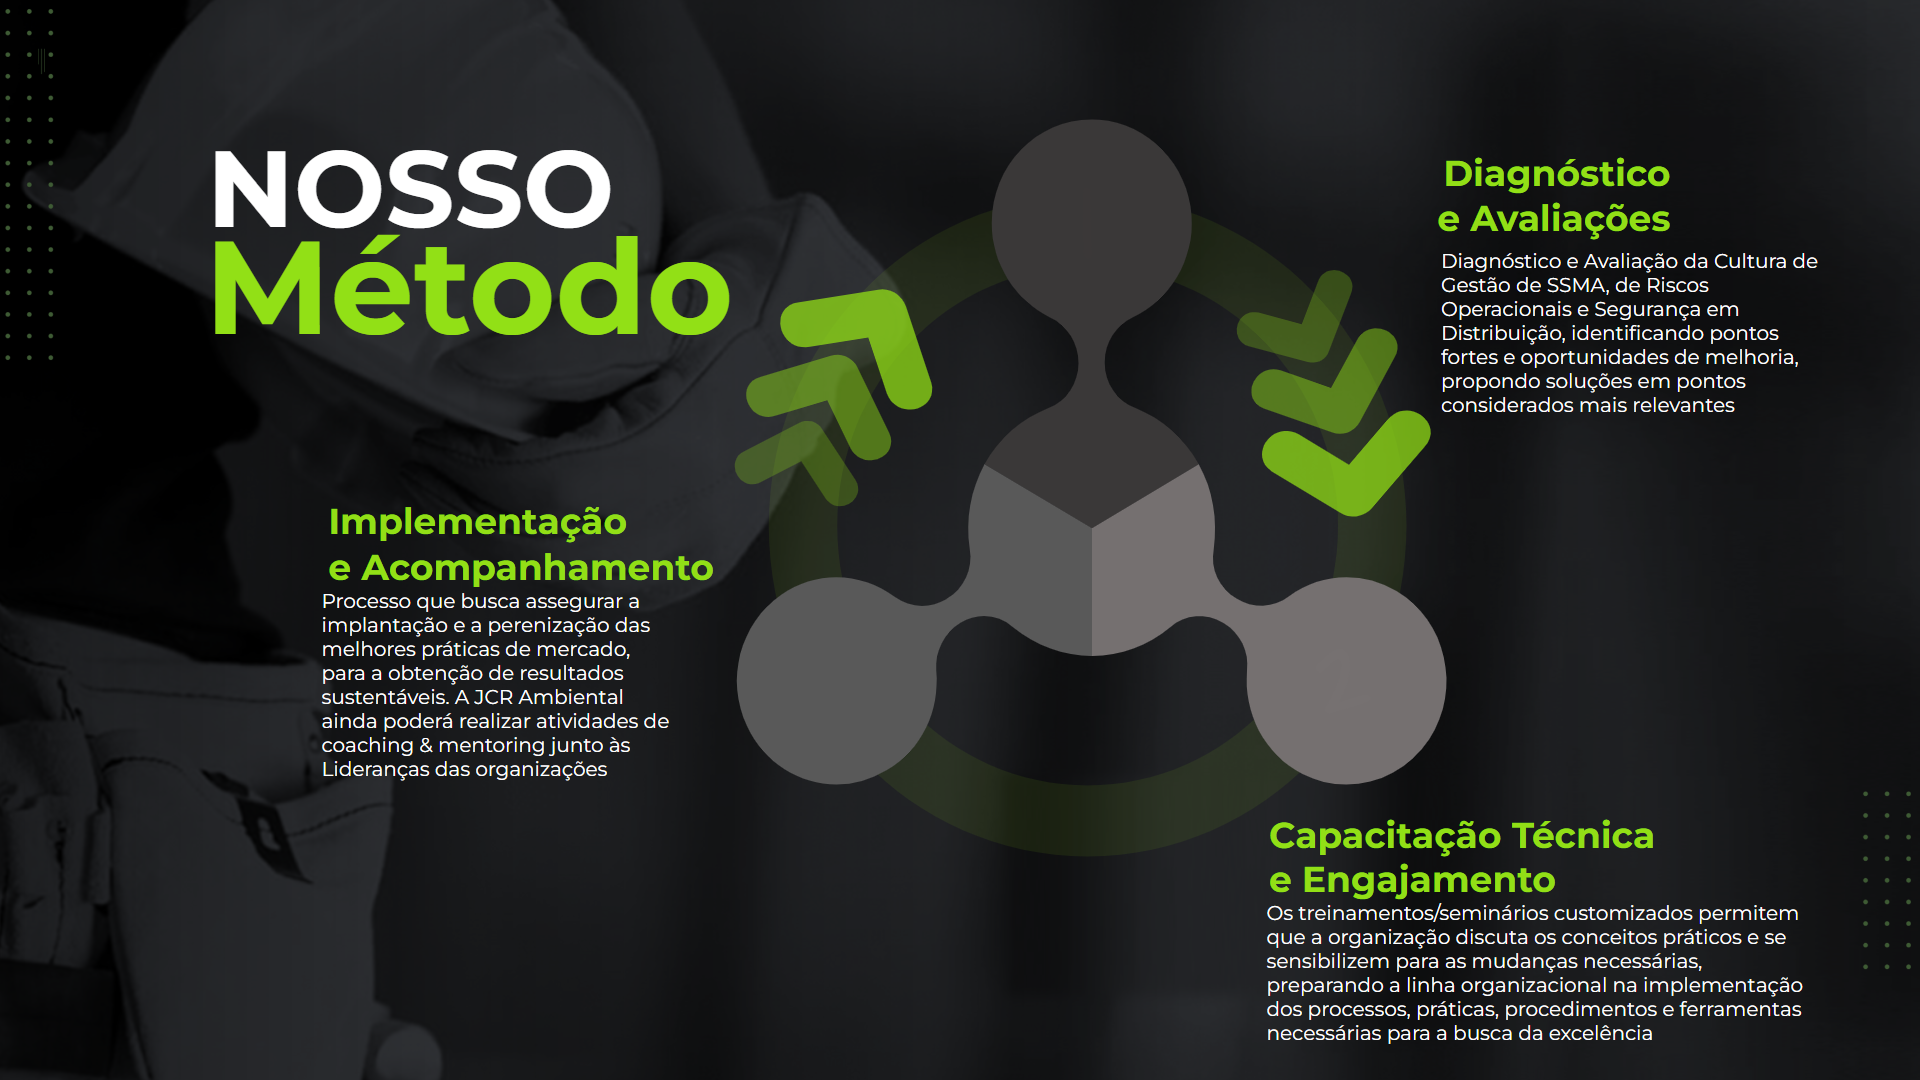 NOSSO
Método
Diagnóstico
e Avaliações
Diagnóstico e Avaliação da Cultura de
Gestão de SSMA, de Riscos
Operacionais e Segurança em
Distribuição, identificando pontos
fortes e oportunidades de melhoria,
propondo soluções em pontos
considerados mais relevantes
Implementação
e Acompanhamento
Processo que busca assegurar a
implantação e a perenização das
melhores práticas de mercado,
para a obtenção de resultados
sustentáveis. A JCR Ambiental
ainda poderá realizar atividades de
coaching & mentoring junto às
Lideranças das organizações
Capacitação Técnica
e Engajamento
Os treinamentos/seminários customizados permitem
que a organização discuta os conceitos práticos e se
sensibilizem para as mudanças necessárias,
preparando a linha organizacional na implementação
dos processos, práticas, procedimentos e ferramentas
necessárias para a busca da excelência